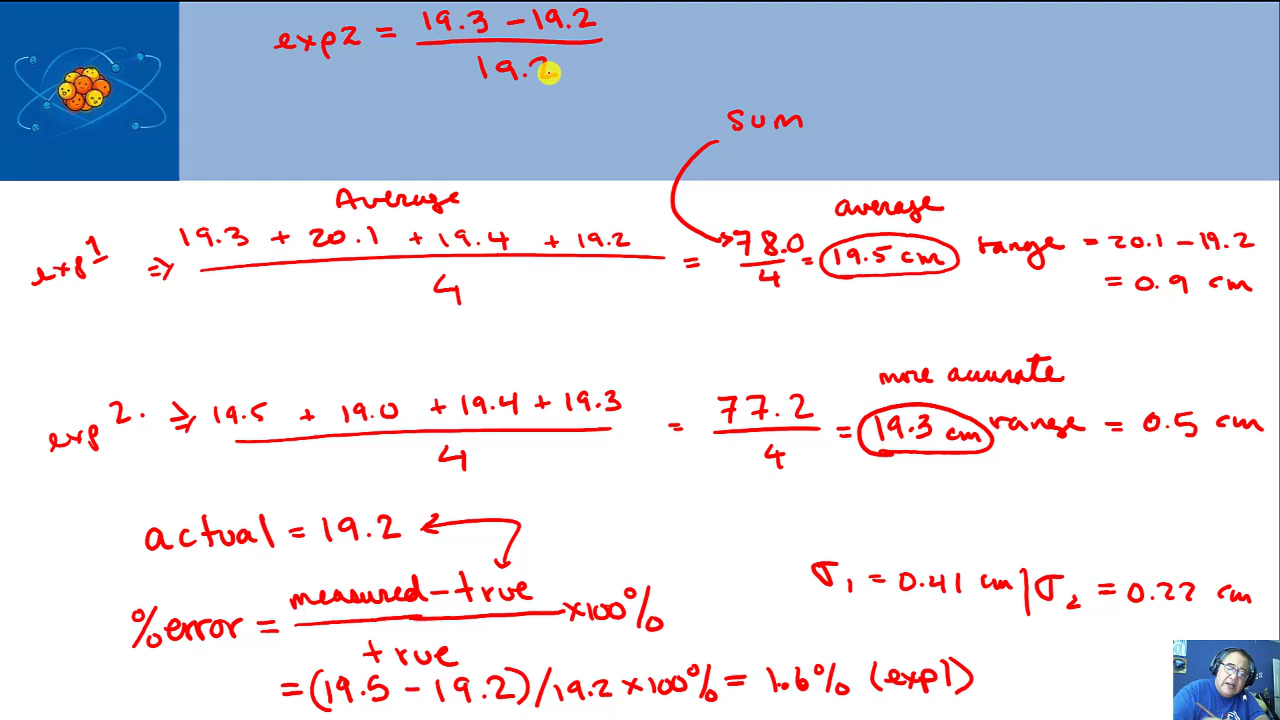 exp2 = 19.3 - 19.2
19.2
sum
Average
average
exp 1 => 19.3 + 20.1 + 19.4 + 19.2 = 78.0 = 19.5 cm range = 20.1 - 19.2
4
4
= 0.9 cm
more accurate
exp 2. => 19.5 + 19.0 + 19.4 + 19.3 = 77.2 = 19.3 cm range = 0.5 cm
4
4
actual = 19.2
σ1 = 0.41 cm | σ2 = 0.22 cm
%error = measured - true x100%
true
= (19.5 - 19.2) / 19.2 x 100% = 1.6% (exp1)